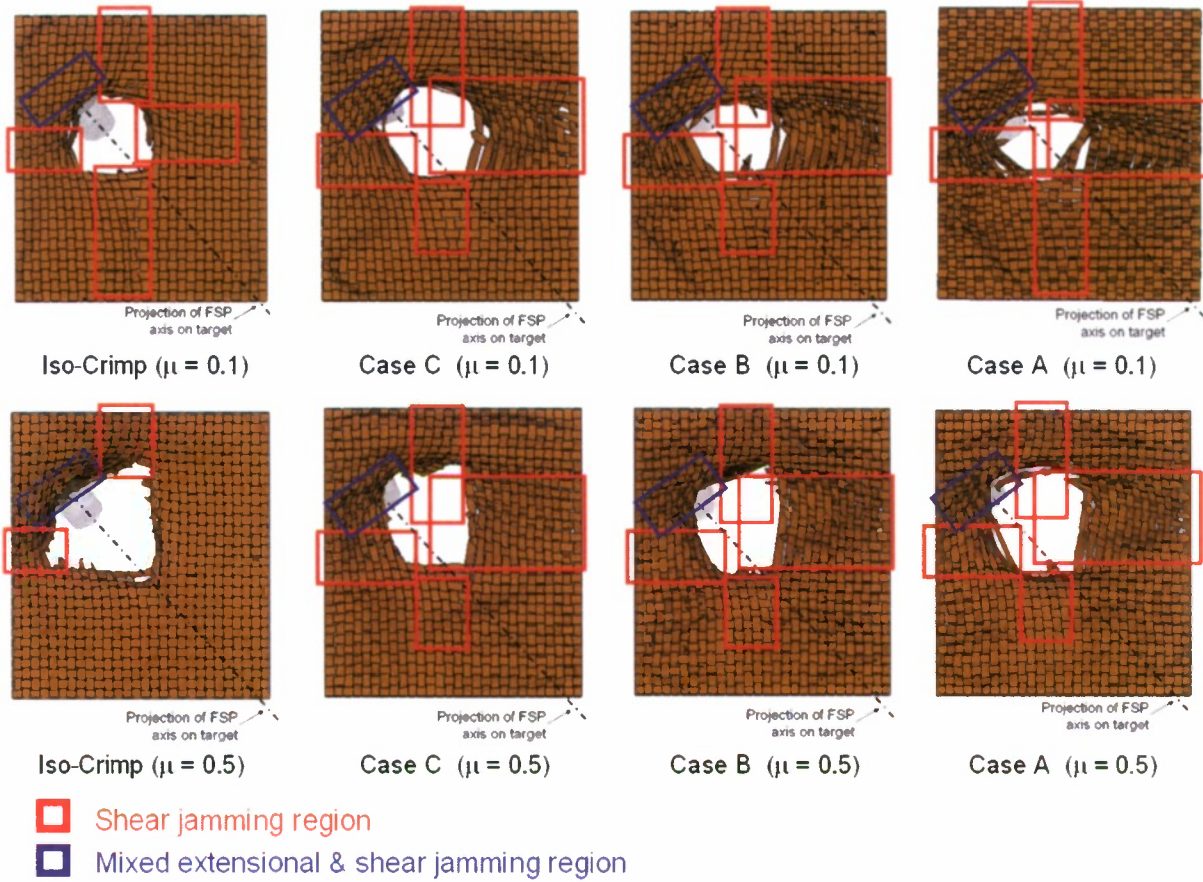 Projection of FSP
axis on target
Projection of FSP
axis on target
Projection of FSP
axis on target
Projection of FSP
axis on target
Iso-Crimp (μ = 0.1)
Case C (μ = 0.1)
Case B (μ = 0.1)
Case A (μ = 0.1)
Projection of FSP
axis on target
Projection of FSP
axis on target
Projection of FSP
axis on target
Projection of FSP
axis on target
Iso-Crimp (μ = 0.5)
Case C (μ = 0.5)
Case B (μ = 0.5)
Case A (μ = 0.5)
Shear jamming region
Mixed extensional & shear jamming region